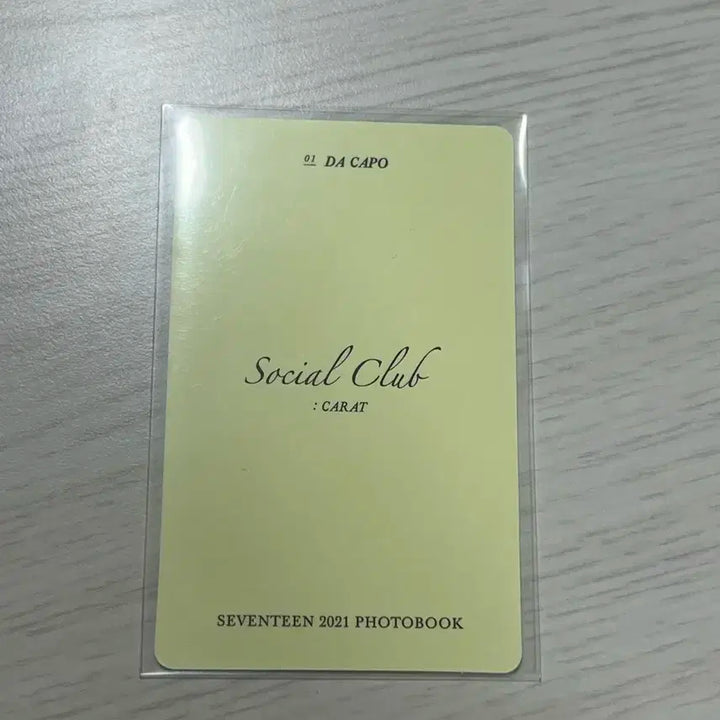 01 DA CAPO
Social Club
: CARAT
SEVENTEEN 2021 PHOTOBOOK